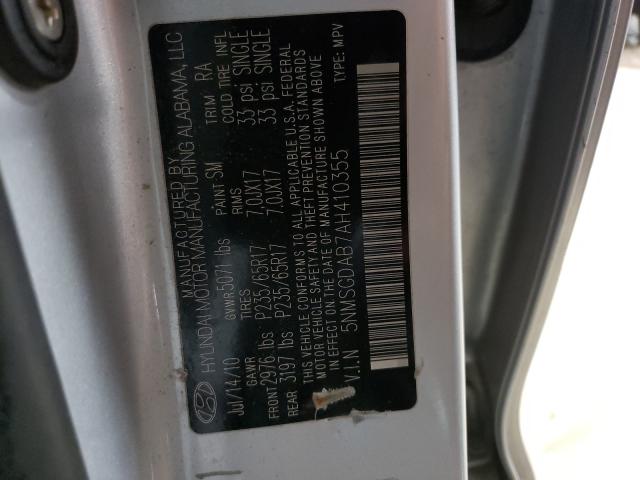 MANUFACTURED BY
HYUNDAI MOTOR MANUFACTURING ALABAMA, LLC
Jul/14/10 GVWR 5071 lbs PAINT SM TRIM RA
GAWR TIRES RIMS COLD TIRE INFL
FRONT 2976 lbs P235/65R17 7.0JX17 33 psi SINGLE
REAR 3197 lbs P235/65R17 7.0JX17 33 psi SINGLE
THIS VEHICLE CONFORMS TO ALL APPLICABLE U.S.A. FEDERAL
MOTOR VEHICLE SAFETY, BUMPER, AND THEFT PREVENTION
STANDARDS IN EFFECT ON THE DATE OF MANUFACTURE SHOWN ABOVE
V.I.N 5NMSGDAB7AH410355 TYPE: MPV